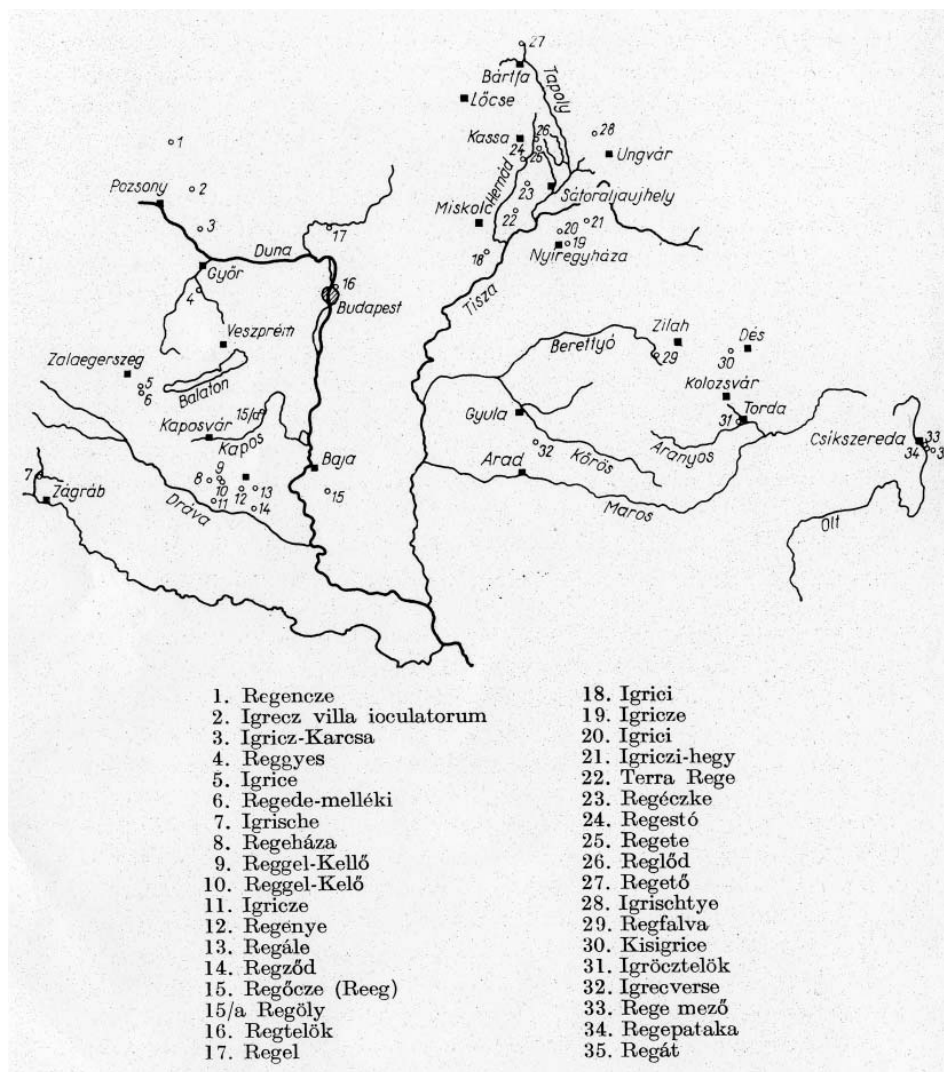 27
Bártfa
Tapoly
Lőcse
Kassa
26
28
1
24
25
Ungvár
Hernád
23
Sátoraljaujhely
Pozsony
2
Miskolc
22
21
3
17
20
19
Duna
18
Nyiregyháza
Győr
16
Tisza
4
Budapest
Veszprém
Zilah
Dés
Berettyó
29
30
Zalaegerszeg
5
6
Balaton
Kolozsvár
Kaposvár
15/a
Gyula
Torda
31
Kapos
32
Körös
Aranyos
Csikszereda
33
34
7
Baja
Arad
9
8
10
12
13
15
Zágráb
Dráva
11
14
Maros
Olt
1. Regencze
2. Igrecz villa ioculatorum
3. Igricz-Karcsa
4. Reggyes
5. Igrice
6. Regede-melléki
7. Igrische
8. Regeháza
9. Reggel-Kellő
10. Reggel-Kelő
11. Igricze
12. Regenye
13. Regále
14. Regződ
15. Regőcze (Reeg)
15/a Regöly
16. Regtelök
17. Regel
18. Igrici
19. Igricze
20. Igrici
21. Igriczi-hegy
22. Terra Rege
23. Regéczke
24. Regestó
25. Regete
26. Reglőd
27. Regető
28. Igrischtye
29. Regfalva
30. Kisigrice
31. Igröcztelök
32. Igrecverse
33. Rege mező
34. Regepataka
35. Regát